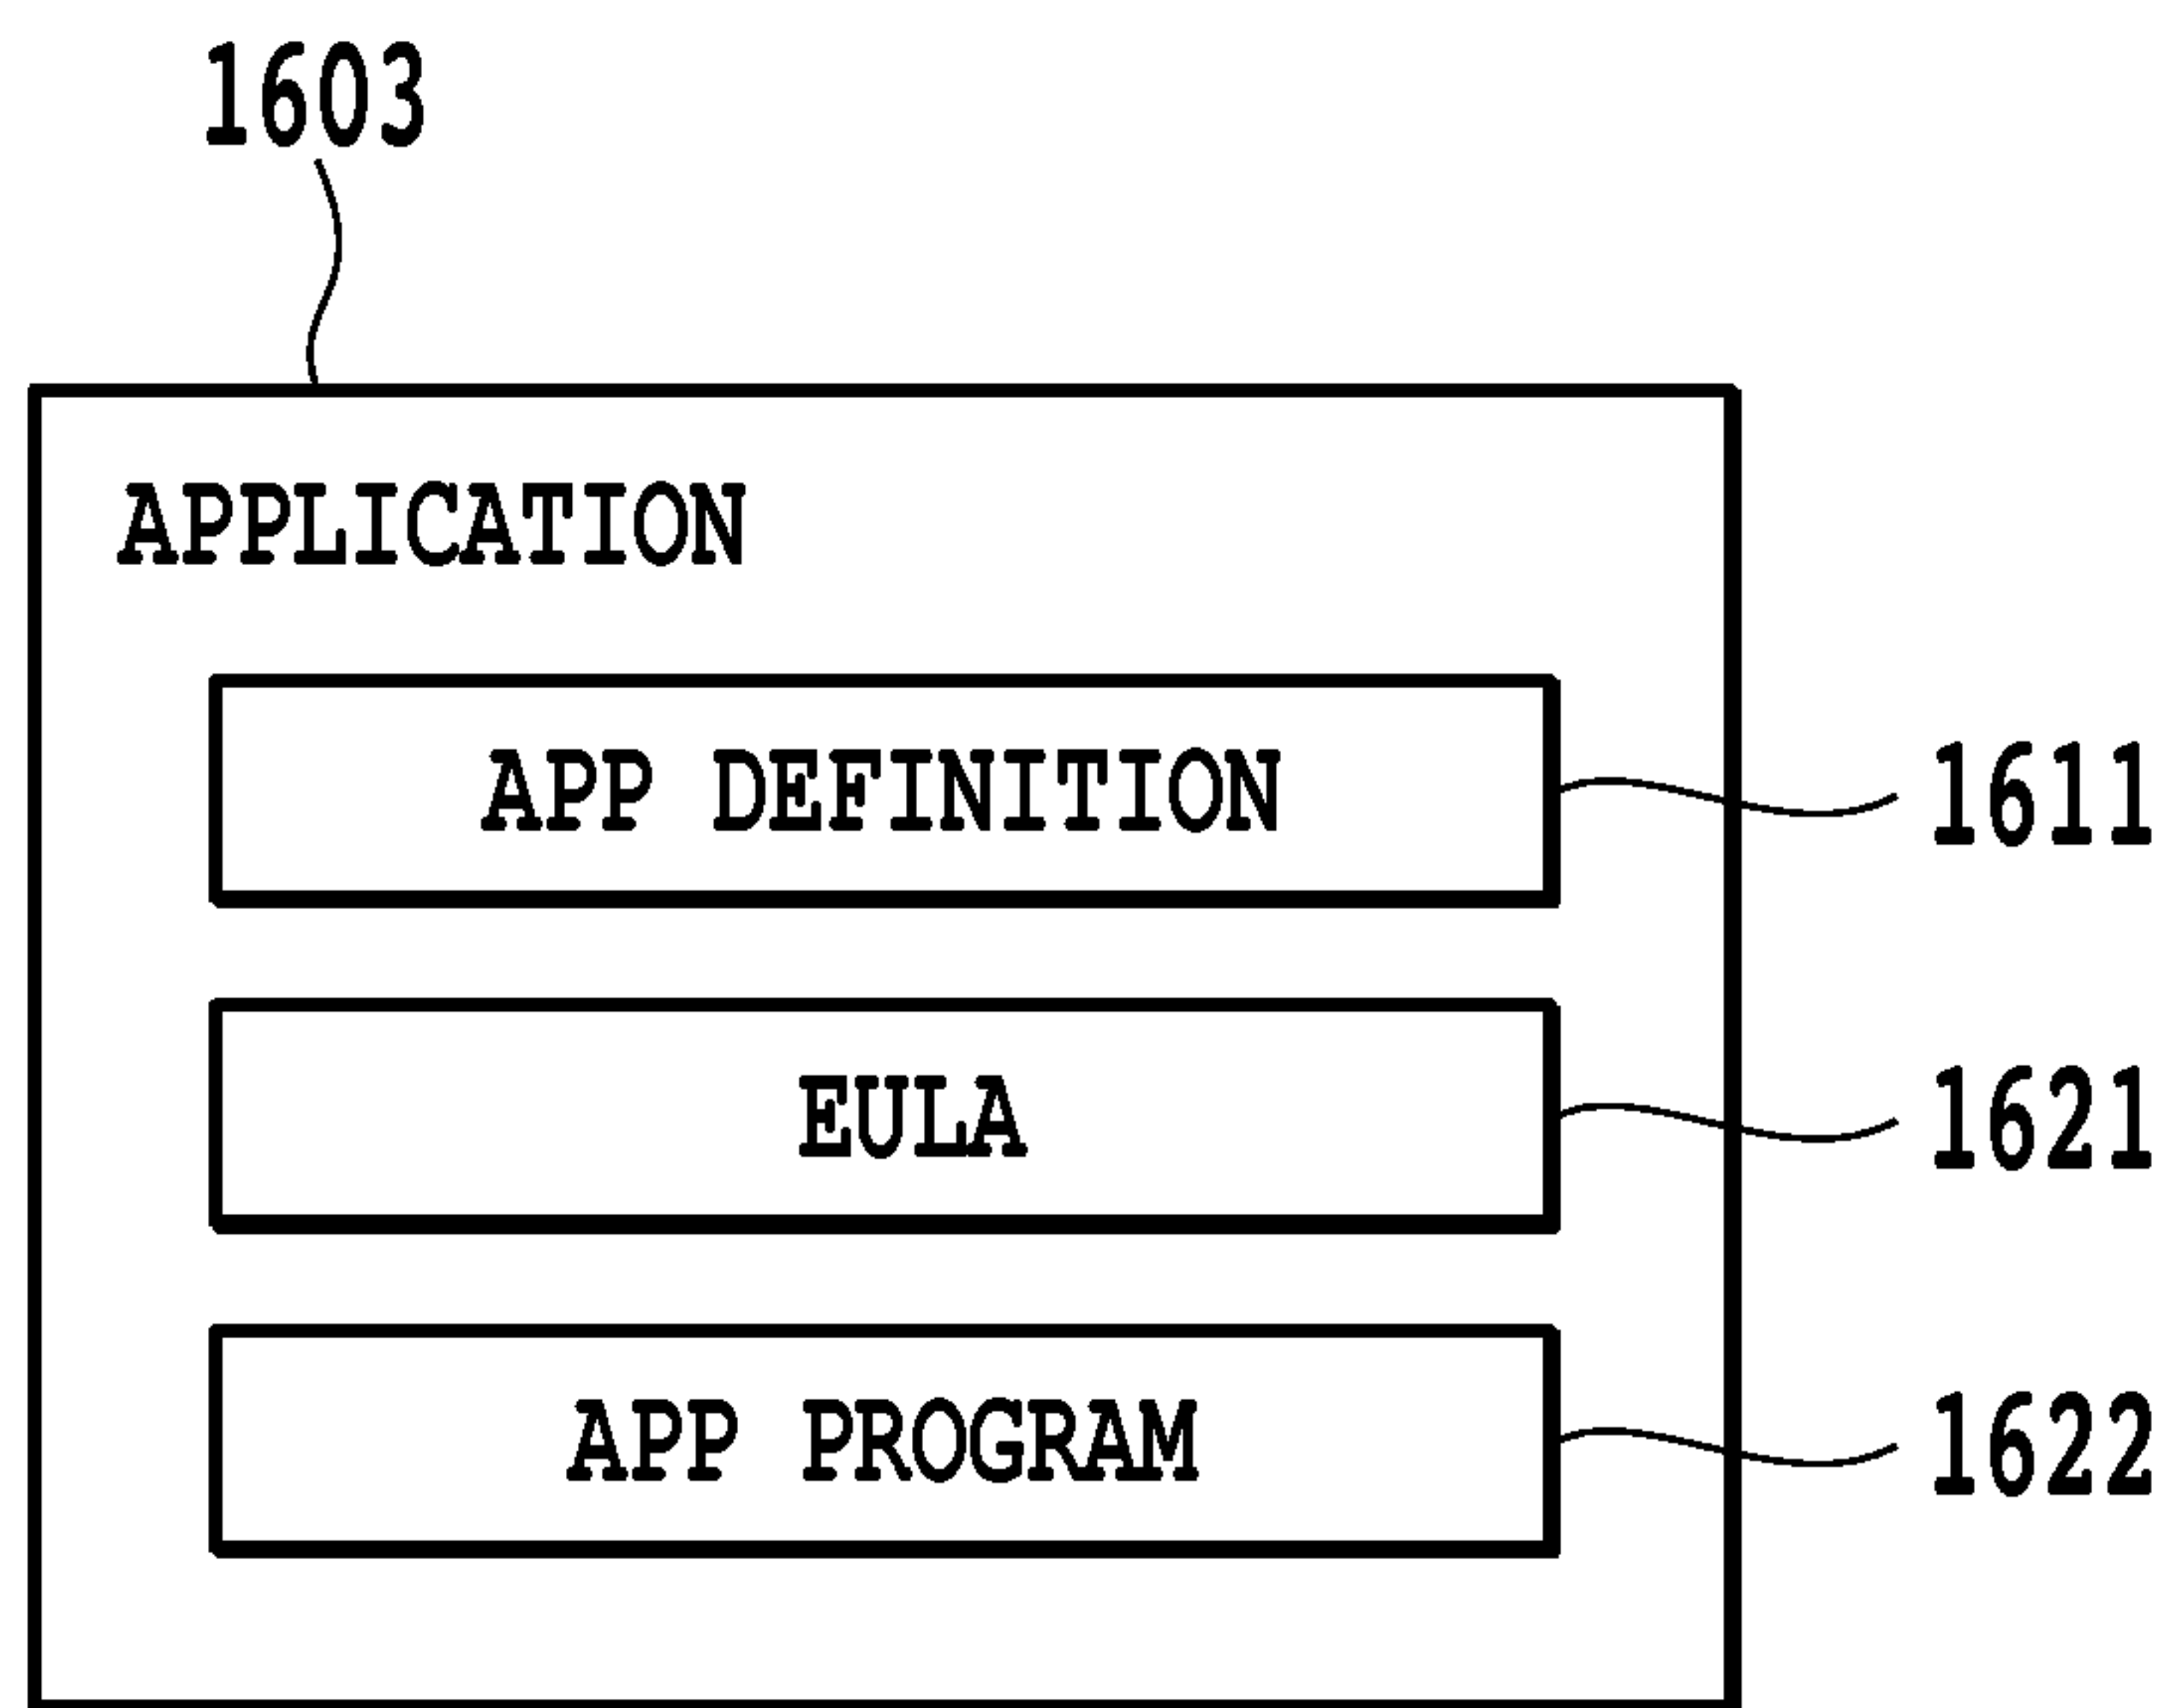 1603
APPLICATION
APP DEFINITION
1611
EULA
1621
APP PROGRAM
1622